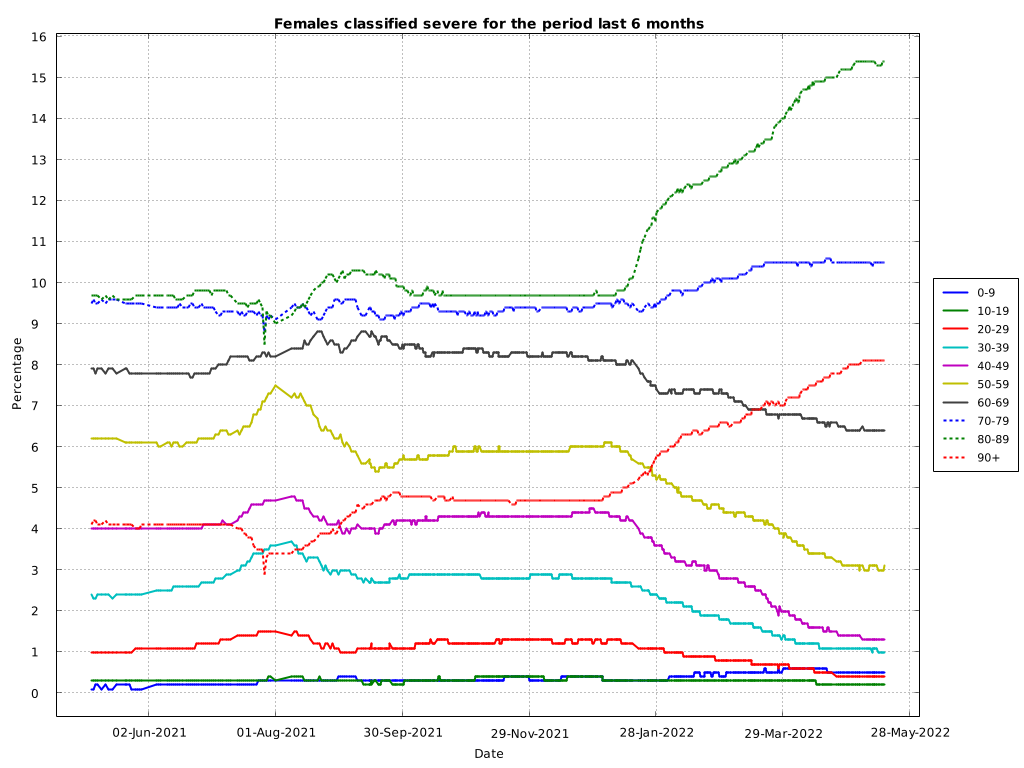 Females classified severe for the period last 6 months
16
15
14
13
12
11
10
9
8
7
6
5
4
3
2
1
0
Percentage
02-Jun-2021
01-Aug-2021
30-Sep-2021
29-Nov-2021
28-Jan-2022
29-Mar-2022
28-May-2022
Date
0-9
10-19
20-29
30-39
40-49
50-59
60-69
70-79
80-89
90+